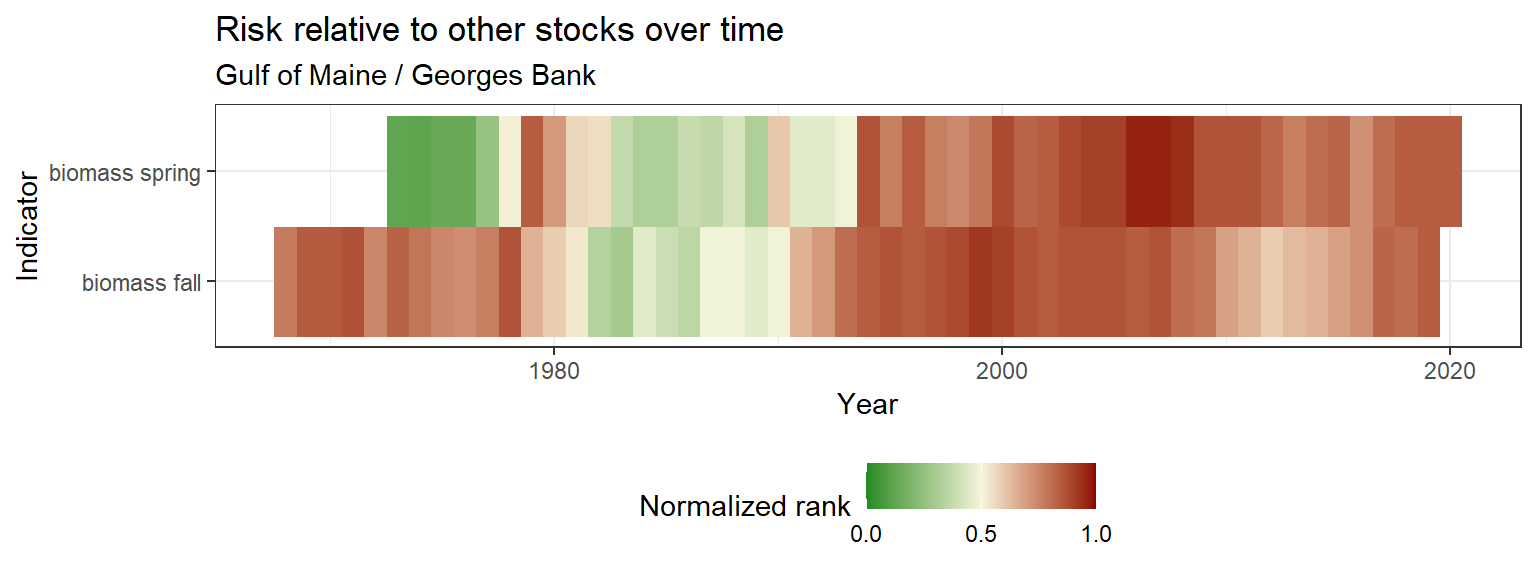 Risk relative to other stocks over time
Gulf of Maine / Georges Bank
Indicator
biomass spring
biomass fall
1980 2000 2020
Year
Normalized rank
0.0 0.5 1.0